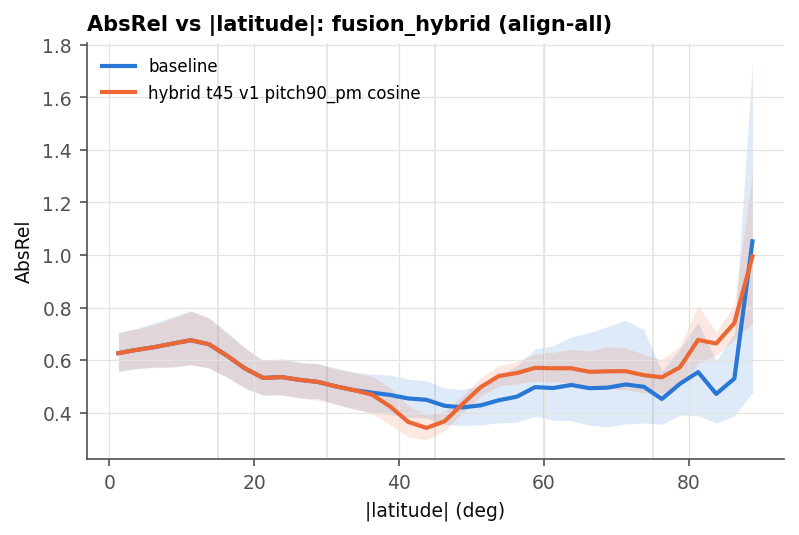 AbsRel vs |latitude|: fusion_hybrid (align-all)
baseline
hybrid t45 v1 pitch90_pm cosine
AbsRel
1.8
1.6
1.4
1.2
1.0
0.8
0.6
0.4
0 20 40 60 80
|latitude| (deg)